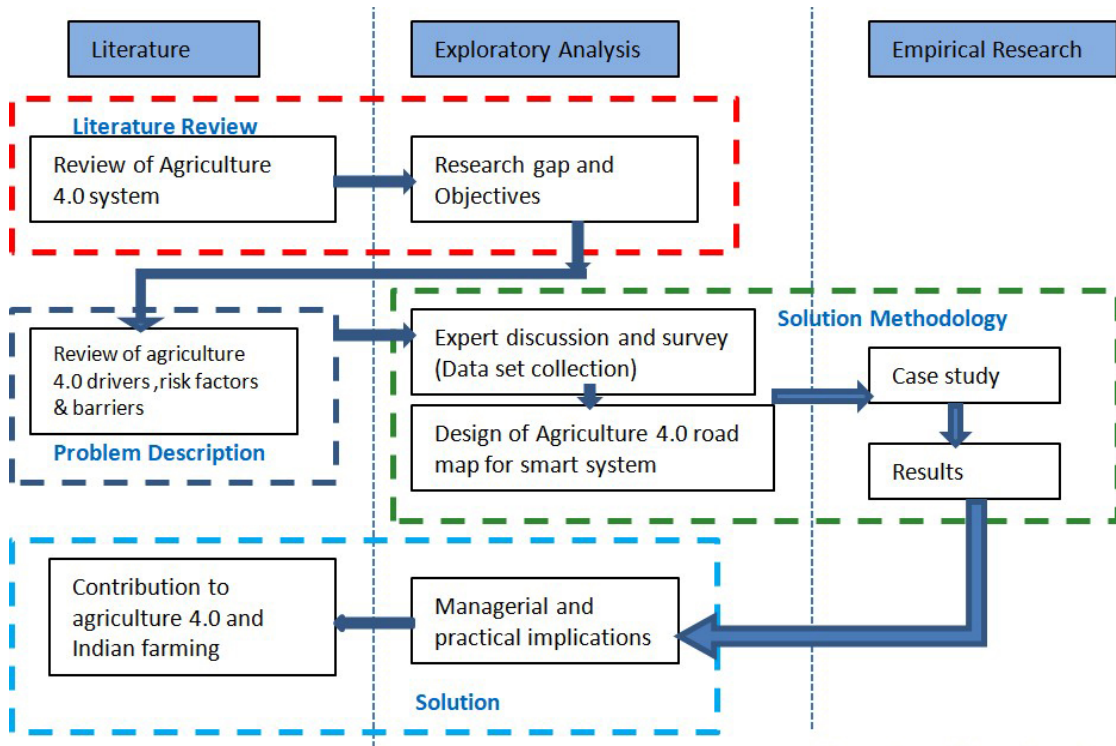 Literature
Exploratory Analysis
Empirical Research
Literature Review
Review of Agriculture
4.0 system
Research gap and
Objectives
Review of agriculture
4.0 drivers ,risk factors
& barriers
Problem Description
Solution Methodology
Expert discussion and survey
(Data set collection)
Design of Agriculture 4.0 road
map for smart system
Case study
Results
Contribution to
agriculture 4.0 and
Indian farming
Managerial and
practical implications
Solution